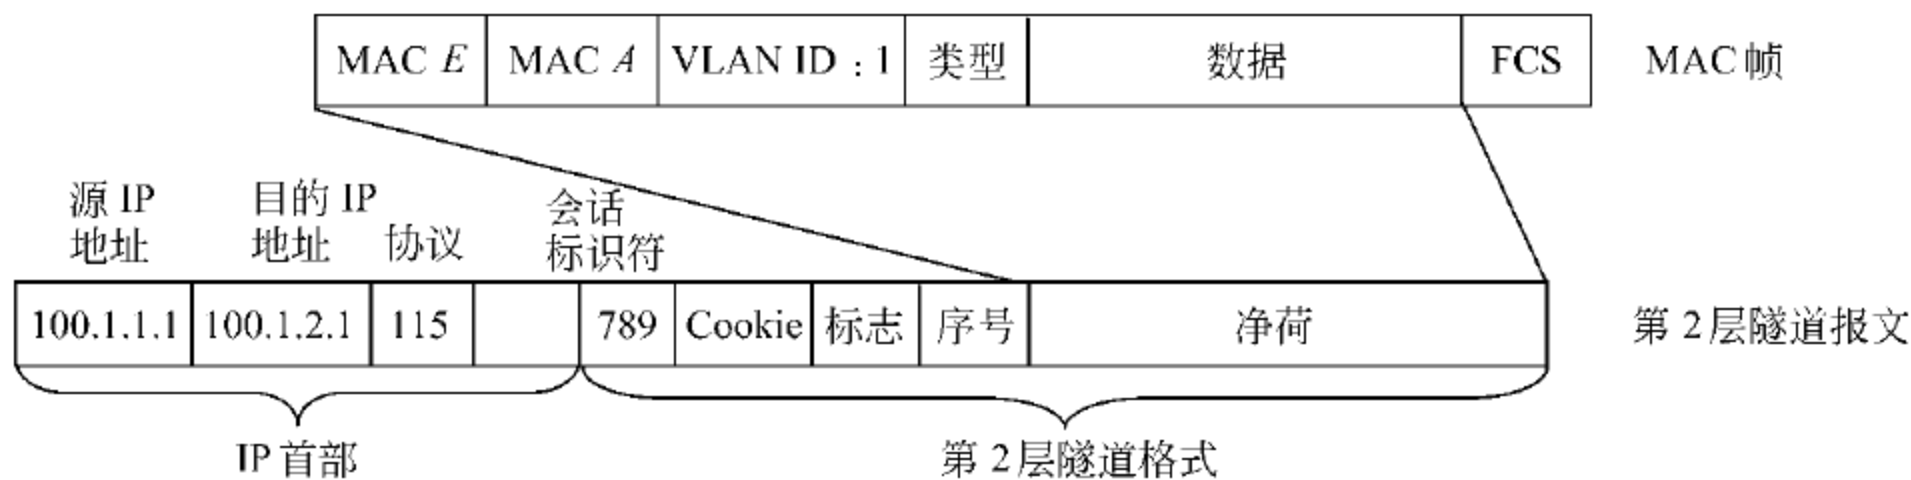 MAC E MAC A VLAN ID：1 类型 数据 FCS MAC 帧
源 IP 地址
目的 IP 地址
协议
会话
标识符
100.1.1.1 100.1.2.1 115 789 Cookie 标志 序号 净荷 第 2 层隧道报文
IP 首部 第 2 层隧道格式